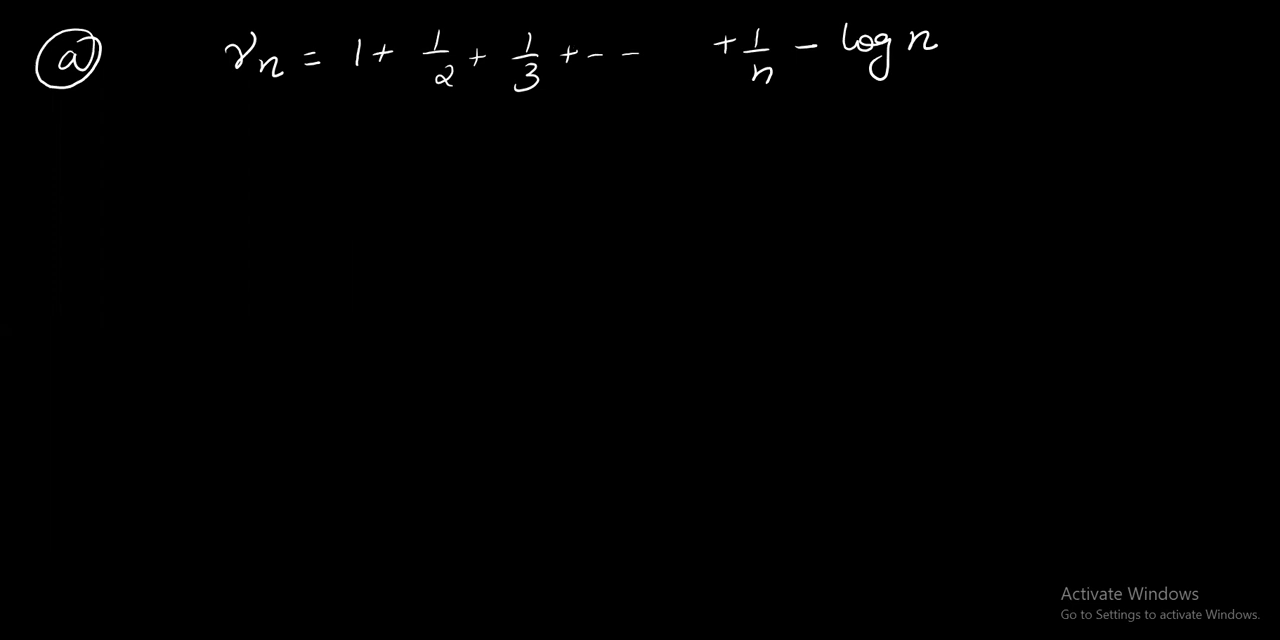 (a) γn = 1 + 1/2 + 1/3 + -- + 1/n - log n
Activate Windows
Go to Settings to activate Windows.